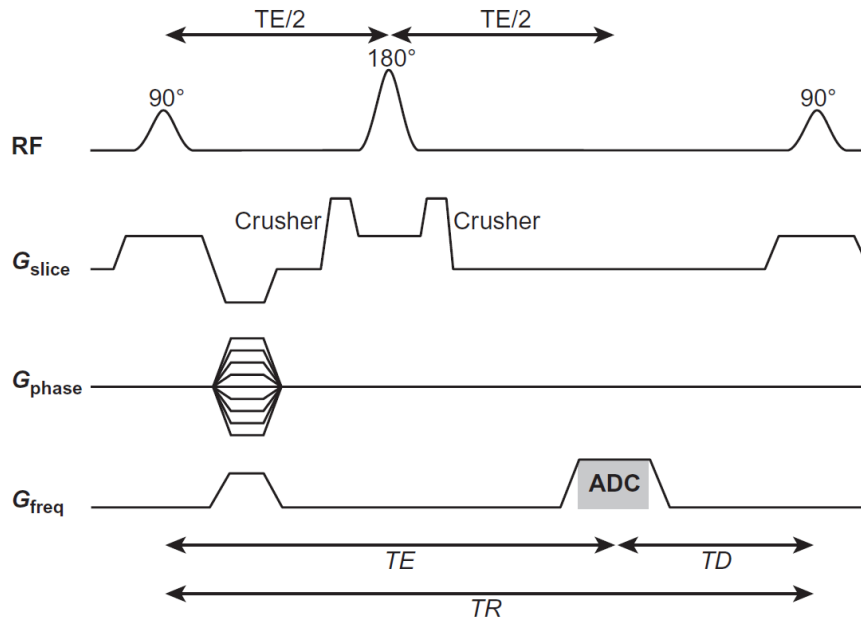 TE/2 TE/2
180°
90° 90°
RF
Crusher Crusher
Gslice
Gphase
ADC
Gfreq
TE TD
TR